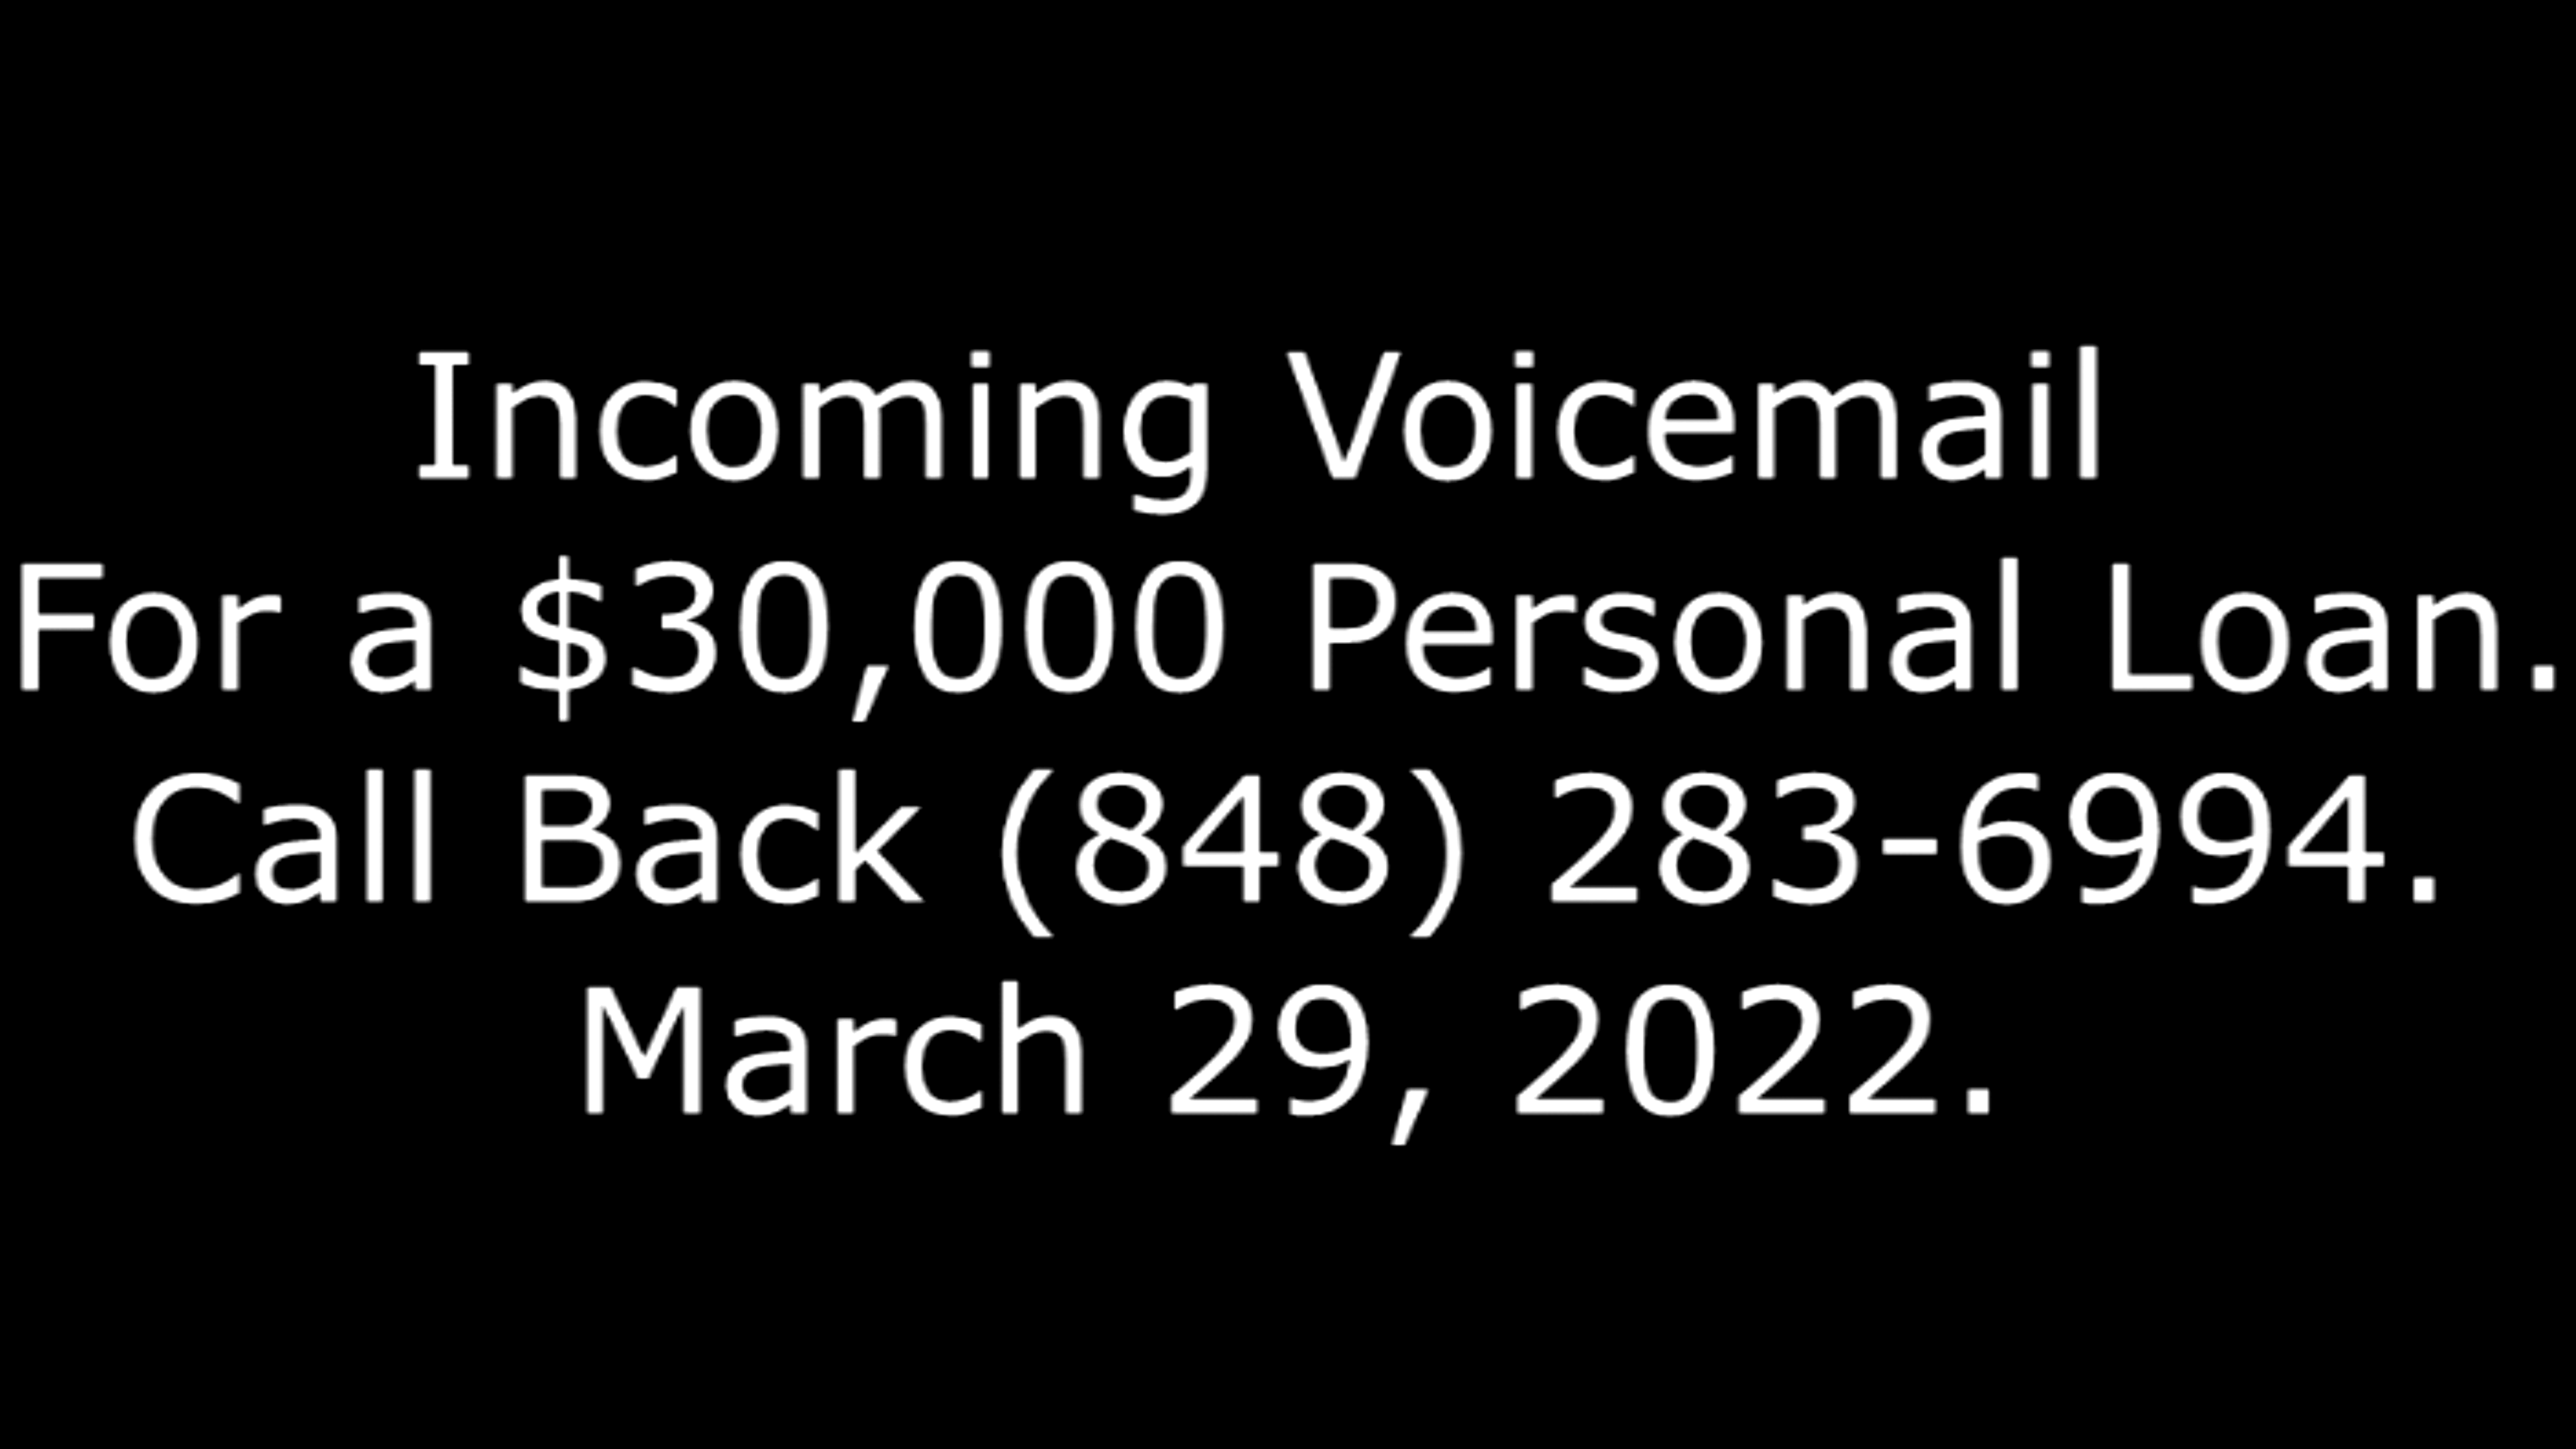 Incoming Voicemail
For a $30,000 Personal Loan.
Call Back (848) 283-6994.
March 29, 2022.